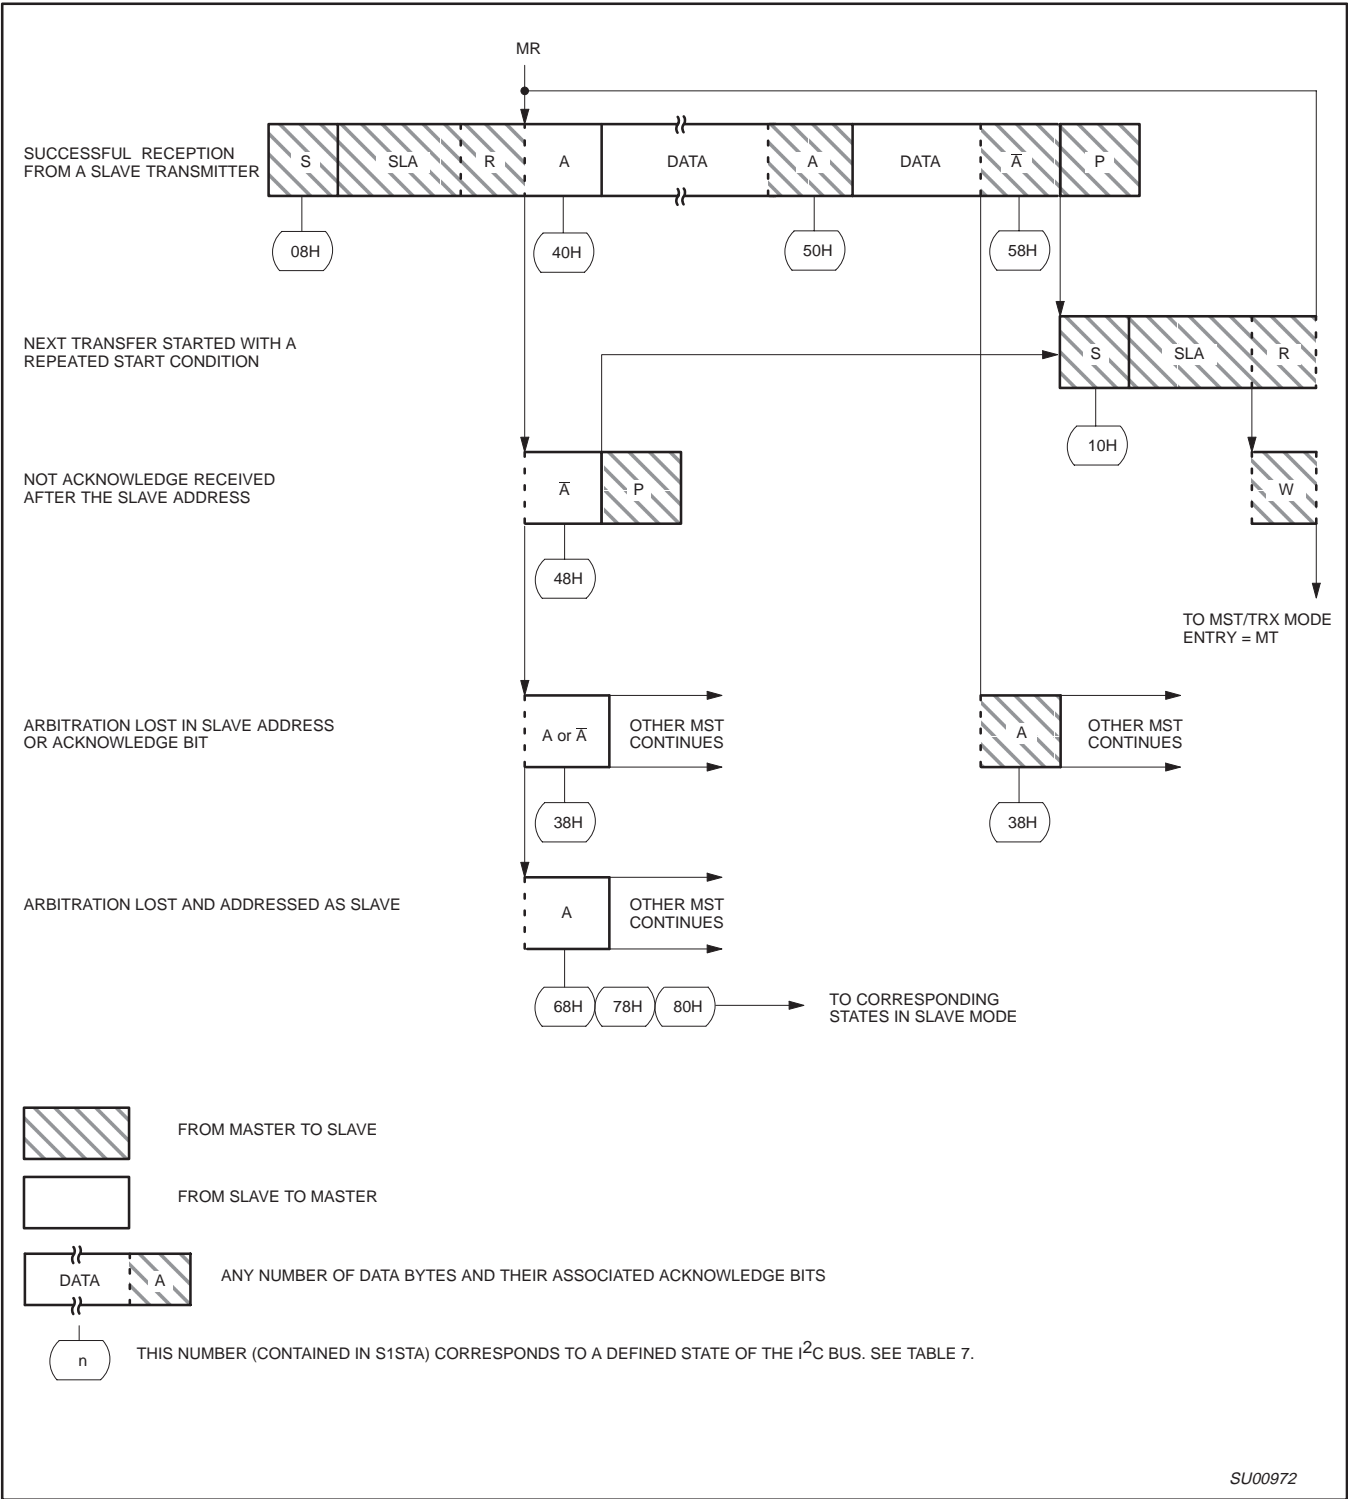 MR
SUCCESSFUL RECEPTION
FROM A SLAVE TRANSMITTER
S SLA R A DATA A DATA A̅ P
08H 40H 50H 58H
NEXT TRANSFER STARTED WITH A
REPEATED START CONDITION
S SLA R
10H
NOT ACKNOWLEDGE RECEIVED
AFTER THE SLAVE ADDRESS
A̅ P W
48H
TO MST/TRX MODE
ENTRY = MT
ARBITRATION LOST IN SLAVE ADDRESS
OR ACKNOWLEDGE BIT
A or A̅
OTHER MST
CONTINUES
A
OTHER MST
CONTINUES
38H 38H
ARBITRATION LOST AND ADDRESSED AS SLAVE
A
OTHER MST
CONTINUES
68H 78H 80H
TO CORRESPONDING
STATES IN SLAVE MODE
FROM MASTER TO SLAVE
FROM SLAVE TO MASTER
DATA A
ANY NUMBER OF DATA BYTES AND THEIR ASSOCIATED ACKNOWLEDGE BITS
n
THIS NUMBER (CONTAINED IN S1STA) CORRESPONDS TO A DEFINED STATE OF THE I²C BUS. SEE TABLE 7.
SU00972